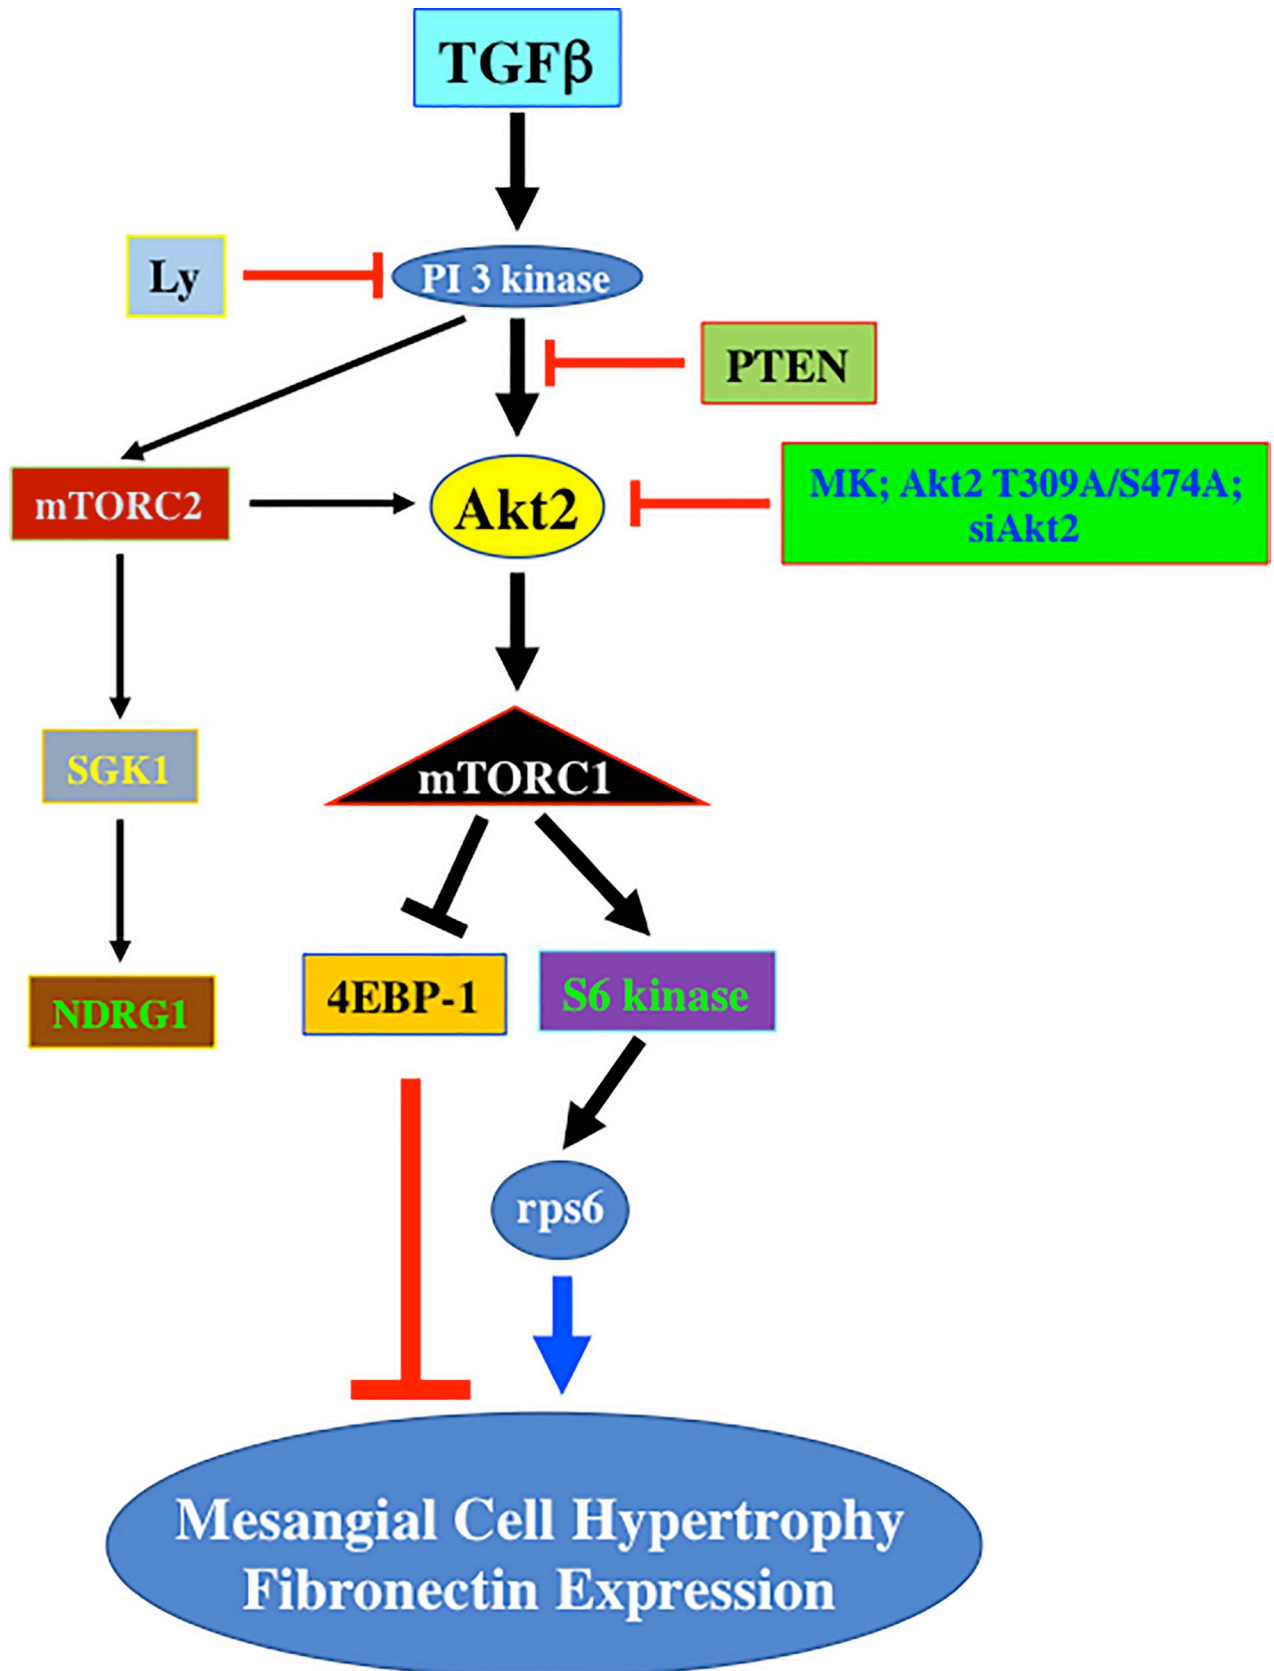 TGFβ
Ly
PI 3 kinase
PTEN
mTORC2
Akt2
MK; Akt2 T309A/S474A;
siAkt2
SGK1
mTORC1
NDRG1
4EBP-1
S6 kinase
rps6
Mesangial Cell Hypertrophy
Fibronectin Expression